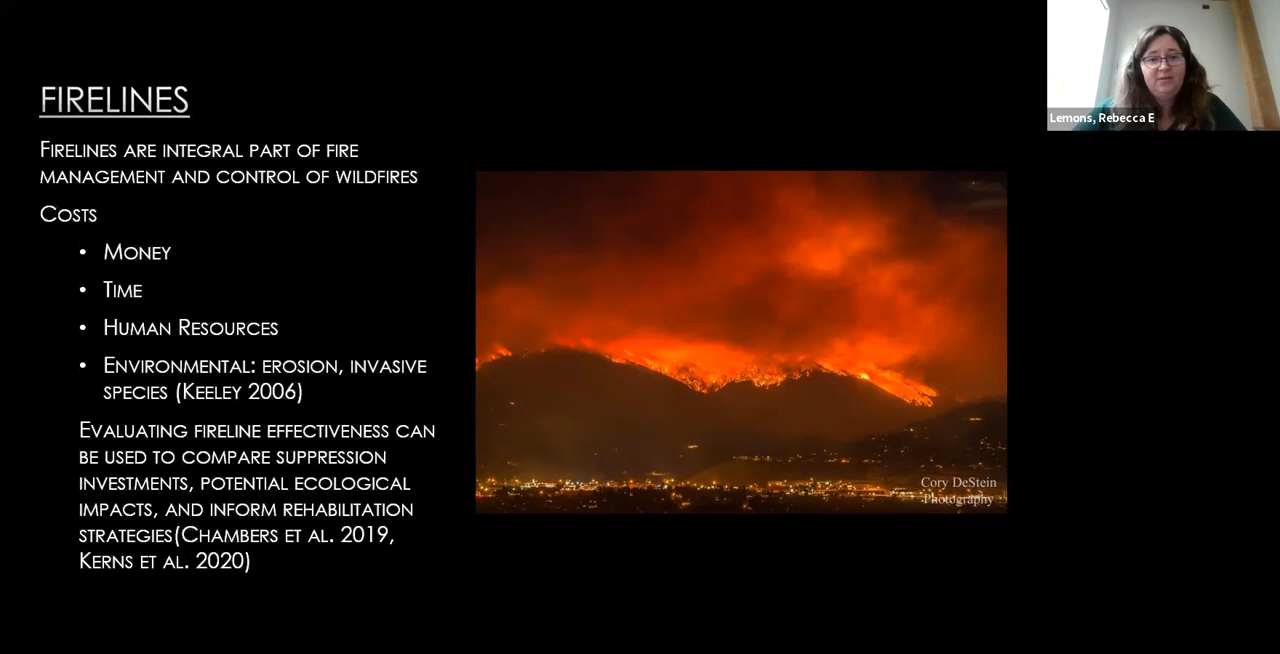 FIRELINES
FIRELINES ARE INTEGRAL PART OF FIRE
MANAGEMENT AND CONTROL OF WILDFIRES
COSTS
• MONEY
• TIME
• HUMAN RESOURCES
• ENVIRONMENTAL: EROSION, INVASIVE
SPECIES (KEELEY 2006)
EVALUATING FIRELINE EFFECTIVENESS CAN
BE USED TO COMPARE SUPPRESSION
INVESTMENTS, POTENTIAL ECOLOGICAL
IMPACTS, AND INFORM REHABILITATION
STRATEGIES(CHAMBERS ET AL. 2019,
KERNS ET AL. 2020)
Cory DeStein
Photography
Lemons, Rebecca E